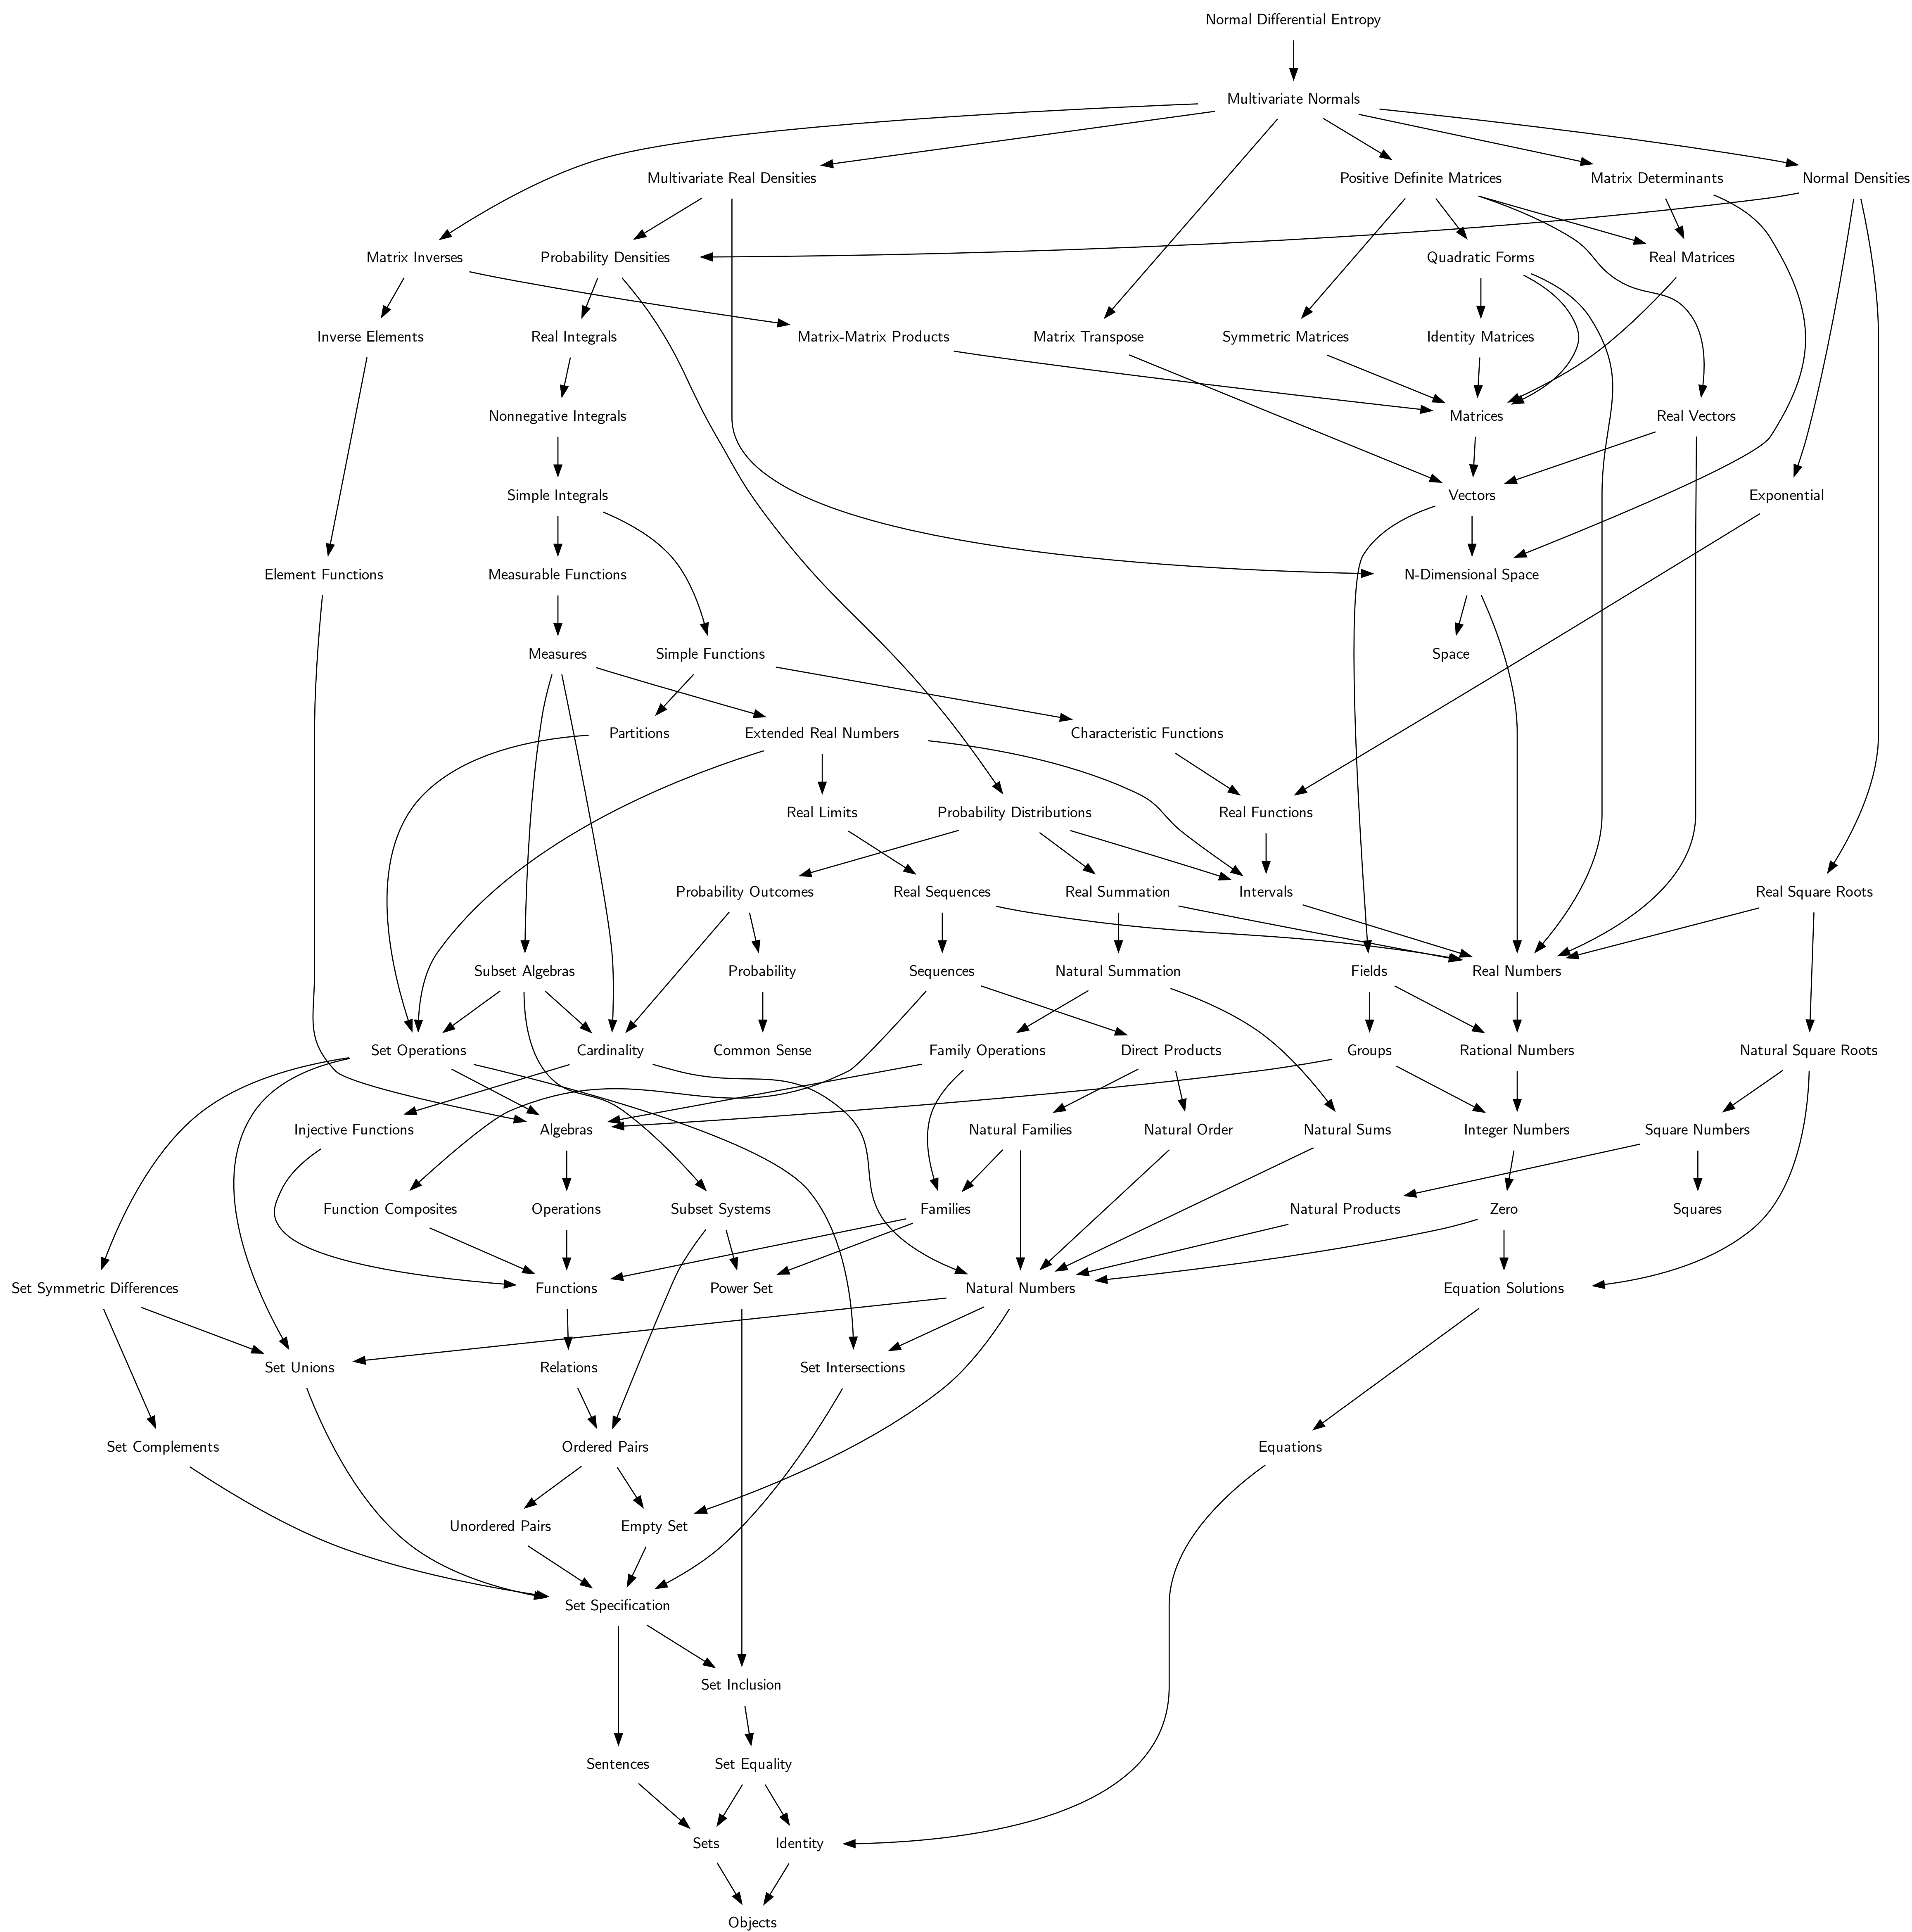 Normal Differential Entropy
Multivariate Normals
Multivariate Real Densities
Positive Definite Matrices
Matrix Determinants
Normal Densities
Matrix Inverses
Probability Densities
Quadratic Forms
Real Matrices
Inverse Elements
Real Integrals
Matrix-Matrix Products
Matrix Transpose
Symmetric Matrices
Identity Matrices
Nonnegative Integrals
Matrices
Real Vectors
Simple Integrals
Vectors
Exponential
Element Functions
Measurable Functions
N-Dimensional Space
Measures
Simple Functions
Space
Partitions
Extended Real Numbers
Characteristic Functions
Real Limits
Probability Distributions
Real Functions
Probability Outcomes
Real Sequences
Real Summation
Intervals
Real Square Roots
Subset Algebras
Probability
Sequences
Natural Summation
Fields
Real Numbers
Set Operations
Cardinality
Common Sense
Family Operations
Direct Products
Groups
Rational Numbers
Natural Square Roots
Injective Functions
Algebras
Natural Families
Natural Order
Natural Sums
Integer Numbers
Square Numbers
Function Composites
Operations
Subset Systems
Families
Natural Products
Zero
Squares
Set Symmetric Differences
Functions
Power Set
Natural Numbers
Equation Solutions
Set Unions
Relations
Set Intersections
Set Complements
Ordered Pairs
Equations
Unordered Pairs
Empty Set
Set Specification
Set Inclusion
Sentences
Set Equality
Sets
Identity
Objects